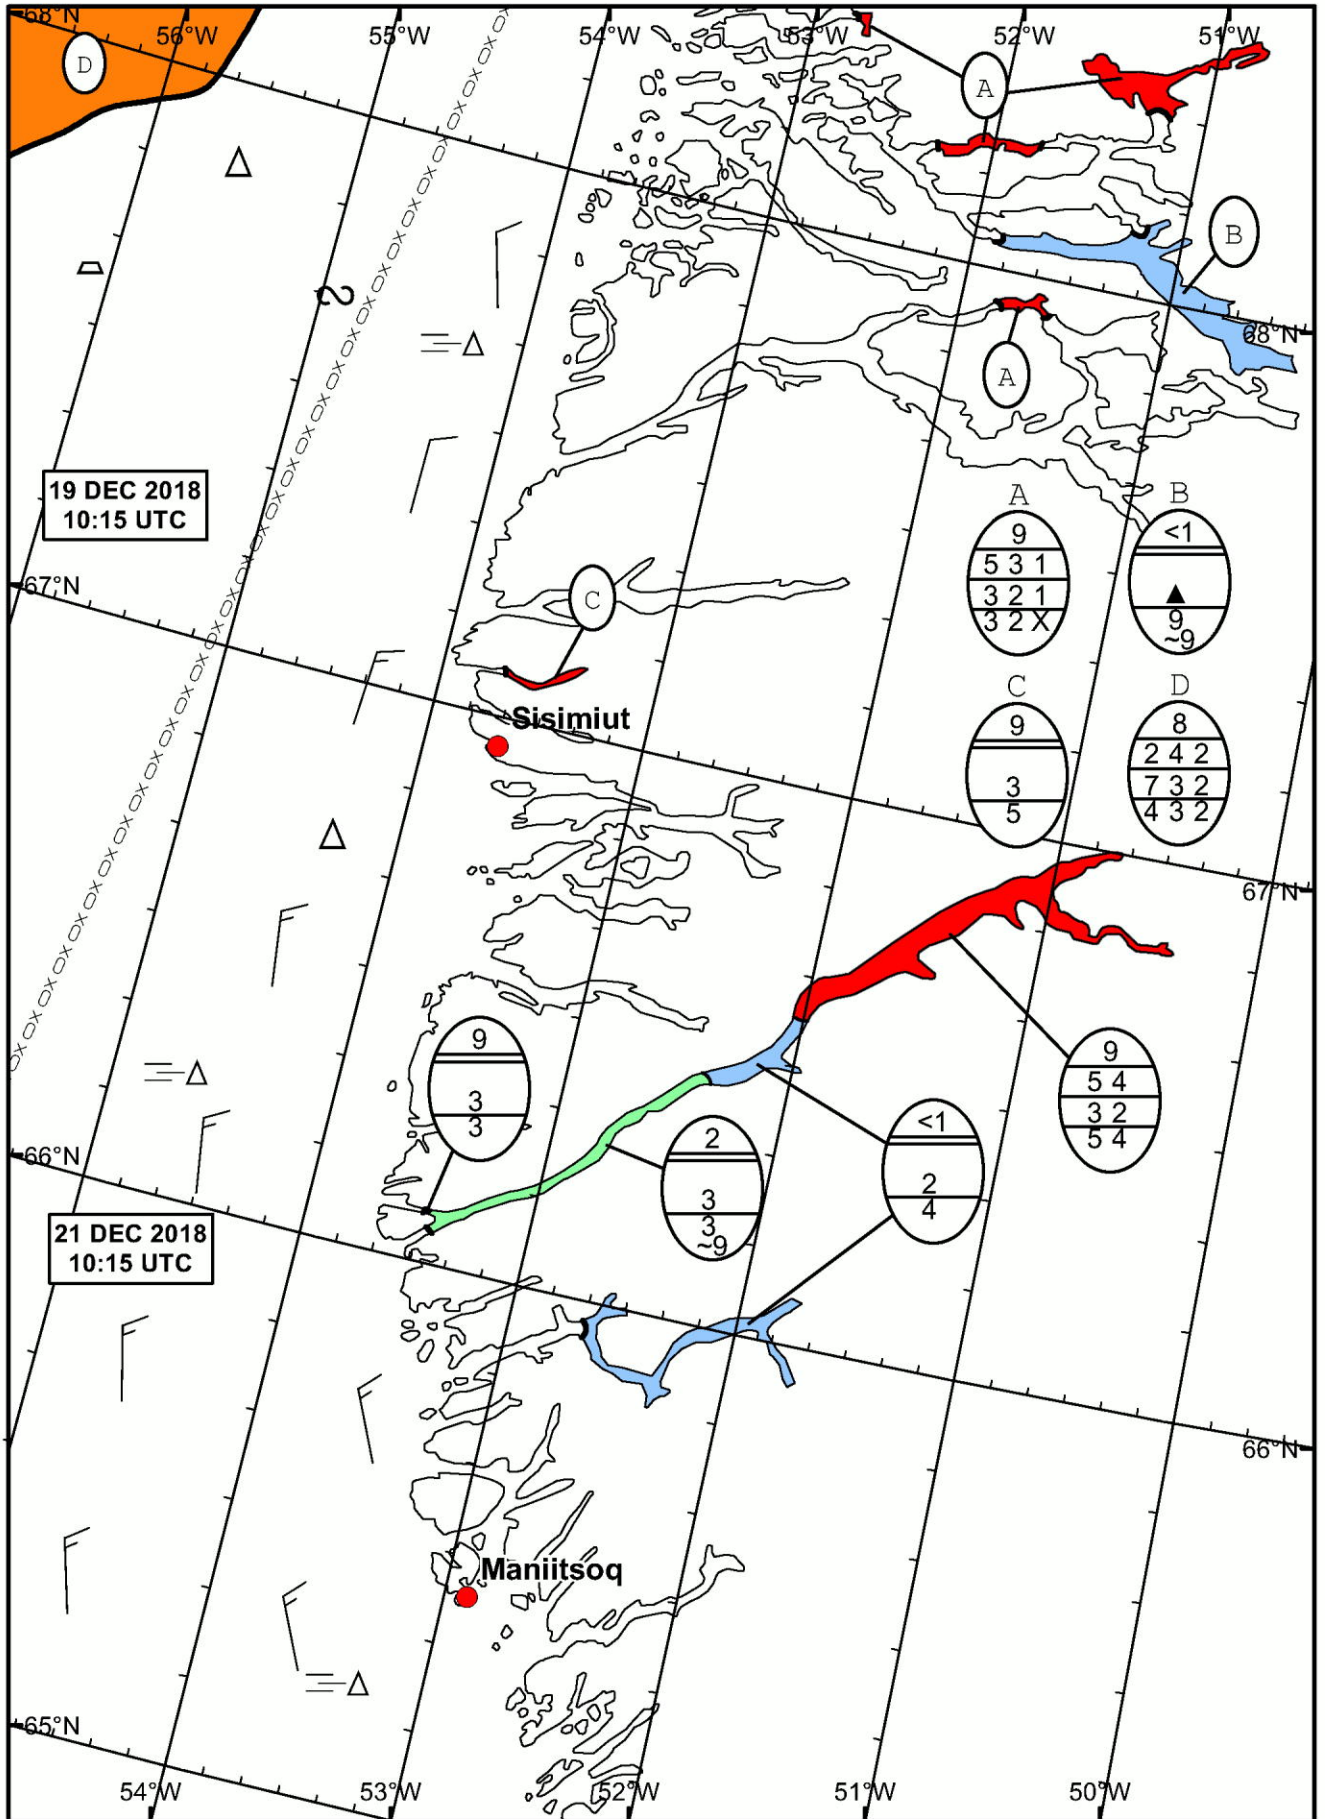 68°N
56°W
55°W
54°W
53°W
52°W
51°W
D
A
B
68°N
A
19 DEC 2018
10:15 UTC
A
9
5 3 1
3 2 1
3 2 X
B
<1
9
~9
67°N
C
C
9
3
5
D
8
2 4 2
7 3 2
4 3 2
Sisimiut
67°N
9
3
3
9
5 4
3 2
5 4
2
3
3
~9
<1
2
4
66°N
21 DEC 2018
10:15 UTC
66°N
Maniitsoq
65°N
54°W
53°W
52°W
51°W
50°W